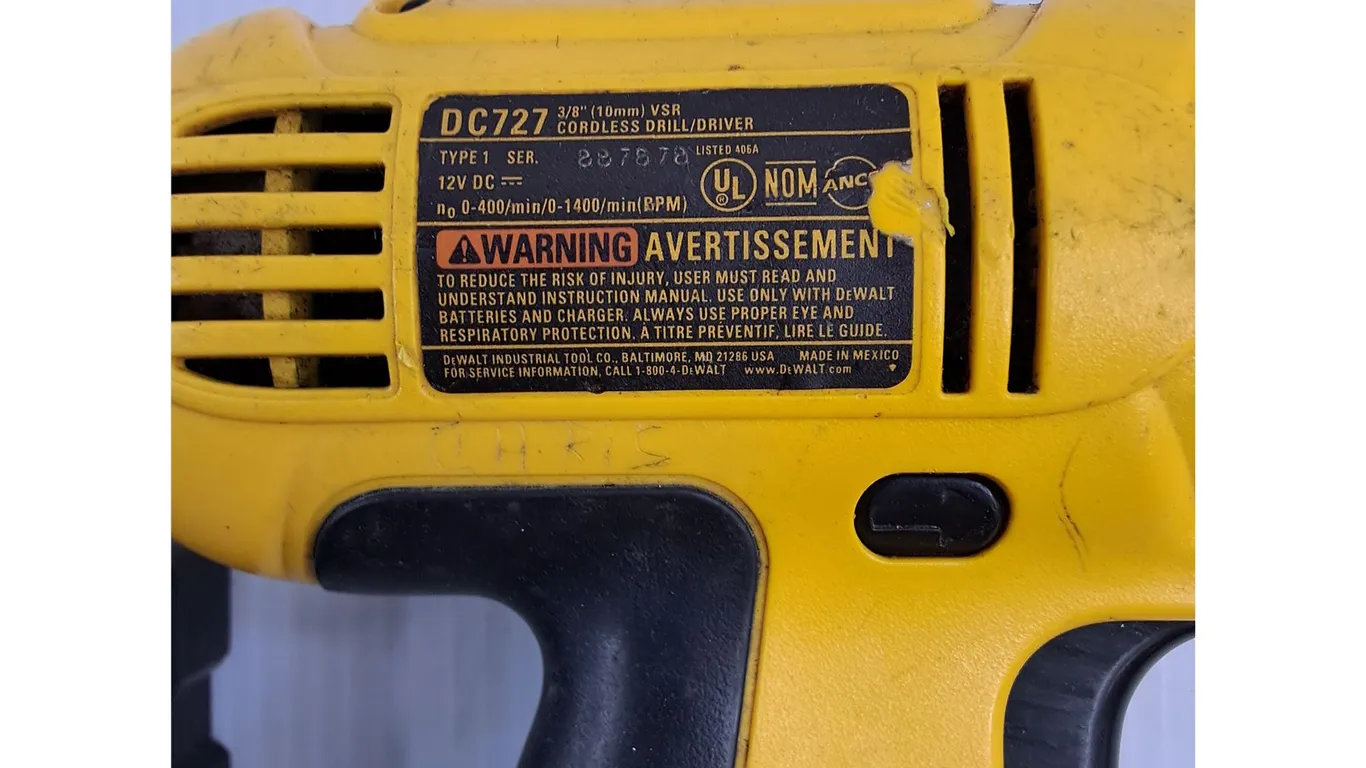 DC727 3/8" (10mm) VSR
CORDLESS DRILL/DRIVER
TYPE 1 SER. 887878 LISTED 406A
12V DC ⎓ UL NOM ANCE
n₀ 0-400/min/0-1400/min(RPM)
⚠WARNING AVERTISSEMENT
TO REDUCE THE RISK OF INJURY, USER MUST READ AND
UNDERSTAND INSTRUCTION MANUAL. USE ONLY WITH DEWALT
BATTERIES AND CHARGER. ALWAYS USE PROPER EYE AND
RESPIRATORY PROTECTION. À TITRE PRÉVENTIF, LIRE LE GUIDE.
DEWALT INDUSTRIAL TOOL CO., BALTIMORE, MD 21286 USA MADE IN MEXICO
FOR SERVICE INFORMATION, CALL 1-800-4-DEWALT www.DEWALT.com
CHRIS